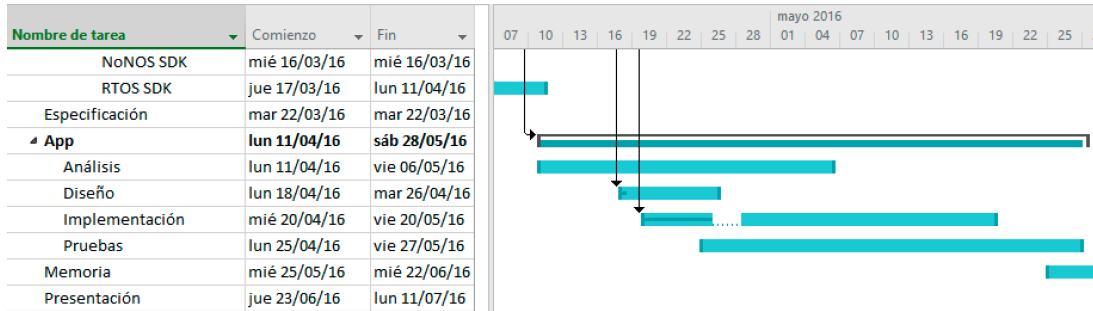 mayo 2016
Nombre de tarea Comienzo Fin 07 10 13 16 19 22 25 28 01 04 07 10 13 16 19 22 25
NoNOS SDK mié 16/03/16 mié 16/03/16
RTOS SDK jue 17/03/16 lun 11/04/16
Especificación mar 22/03/16 mar 22/03/16
App lun 11/04/16 sáb 28/05/16
Análisis lun 11/04/16 vie 06/05/16
Diseño lun 18/04/16 mar 26/04/16
Implementación mié 20/04/16 vie 20/05/16
Pruebas lun 25/04/16 vie 27/05/16
Memoria mié 25/05/16 mié 22/06/16
Presentación jue 23/06/16 lun 11/07/16